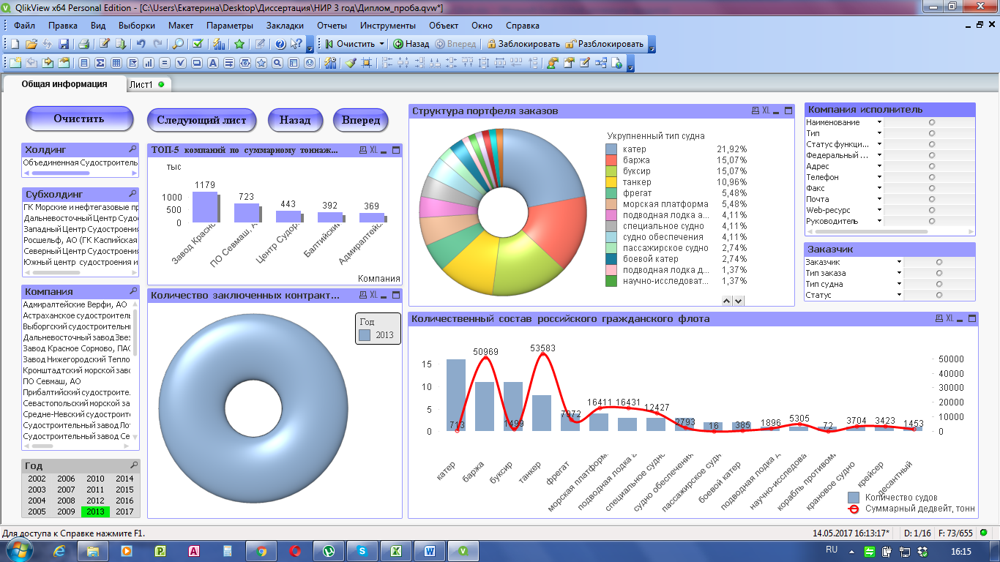 QlikView x64 Personal Edition - [C:\Users\Екатерина\Desktop\Диссертация\НИР 3 год\Диплом_проба.qvw*]
Файл Правка Вид Выборки Макет Параметры Закладки Отчеты Инструменты Объект Окно Справка
Очистить Назад Вперед Заблокировать Разблокировать
Общая информация Лист1
Очистить Следующий лист Назад Вперед
Холдинг
Объединенная Судостроитель
Субхолдинг
ГК Морские и нефтегазовые пр
Дальневосточный Центр Судо
Западный Центр Судостроения
Росшельф, АО (ГК Каспийская
Северный Центр Судостроения
Южный центр судостроения и
Компания
Адмиралтейские Верфи, АО
Астраханское судостроитель
Выборгский судостроительн
Дальневосточный завод Звез
Завод Красное Сормово, ПАО
Завод Нижегородский Тепло
Кронштадтский морской заво
ПО Севмаш, АО
Прибалтийский судостроите.
Севастопольский морской за
Средне-Невский судострoите
Судостроительный завод Лот
Судостроительный завод Се
Год
2002 2006 2010 2014
2003 2007 2011 2015
2004 2008 2012 2016
2005 2009 2013 2017
ТОП-5 компаний по суммарному тоннаж...
XL
тыс
1179 723 443 392 369
1000
500
0
Завод Красно
ПО Севмаш, А
Центр Судор
Балтийский
Адмиралтейс
Компания
Количество заключенных контракт...
XL
Год
2013
Структура портфеля заказов
XL
Укрупненный тип судна
катер 21,92%
баржа 15,07%
буксир 15,07%
танкер 10,96%
фрегат 5,48%
морская платформа 5,48%
подводная лодка а... 4,11%
специальное судно 4,11%
судно обеспечения 4,11%
пассажирское судно 2,74%
боевой катер 2,74%
подводная лодка д... 1,37%
научно-исследоват... 1,37%
Компания исполнитель
Наименование
Тип
Статус функци...
Федеральный ...
Адрес
Телефон
Факс
Почта
Web-ресурс
Руководитель
Заказчик
Заказчик
Тип заказа
Тип судна
Статус
Количественный состав российского гражданского флота
XL
15
10
5
0
713 50969 1499 53583 7972 16411 16431 12427 2793 16 385 1896 5305 72 3704 3423 1453
50000
40000
30000
20000
10000
0
катер
баржа
буксир
танкер
фрегат
морская платформ
подводная лодка а
специальное судно
судно обеспечения
пассажирское судн
боевой катер
подводная лодка д
научно-исследова
корабль противом
крановое судно
крейсер
десантный
Количество судов
Суммарный дедвейт, тонн
Для доступа к Справке нажмите F1.
14.05.2017 16:13:17* D: 1/16 F: 73/655
RU 16:15